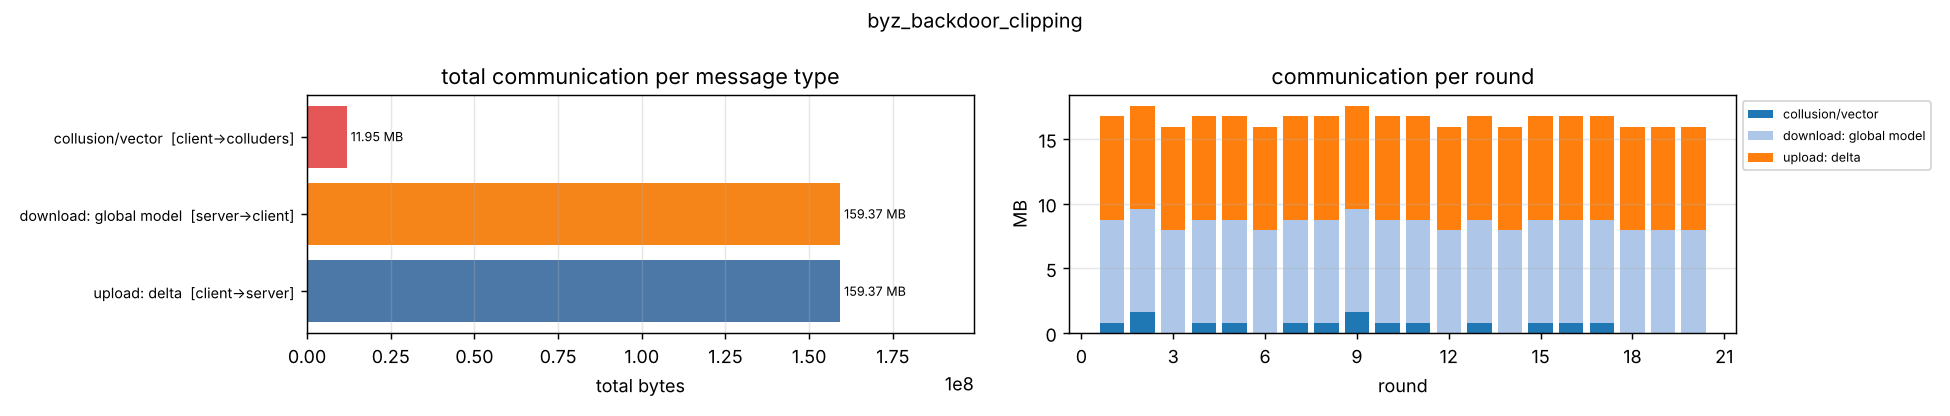 byz_backdoor_clipping
total communication per message type
collusion/vector [client→colluders]
download: global model [server→client]
upload: delta [client→server]
11.95 MB
159.37 MB
159.37 MB
0.00 0.25 0.50 0.75 1.00 1.25 1.50 1.75
1e8
total bytes
communication per round
MB
15
10
5
0
0 3 6 9 12 15 18 21
round
collusion/vector
download: global model
upload: delta